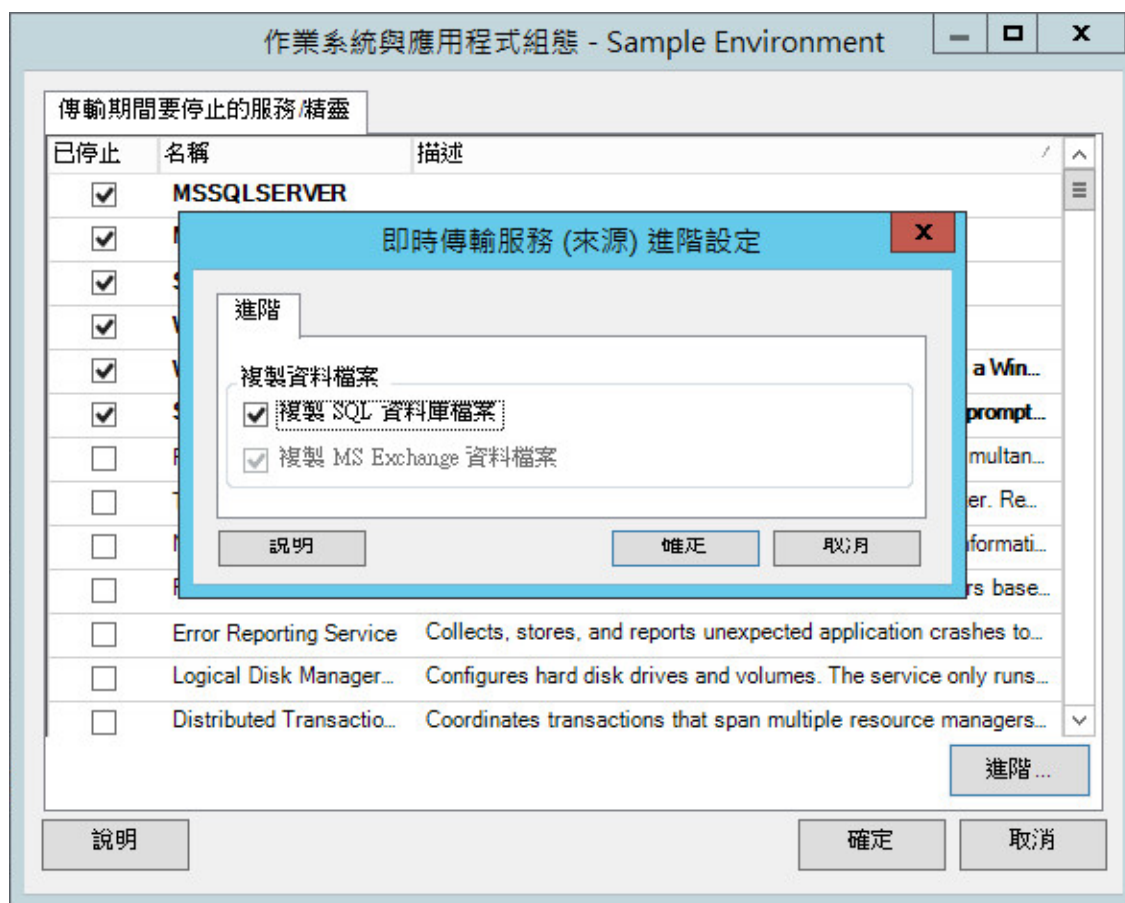 作業系統與應用程式組態 - Sample Environment
傳輸期間要停止的服務/精靈
已停止 名稱 描述
MSSQLSERVER
即時傳輸服務 (來源) 進階設定
進階
複製資料檔案
複製 SQL 資料庫檔案
複製 MS Exchange 資料檔案
說明 確定 取消
a Win...
prompt...
multan...
er. Re...
formati...
rs base...
Error Reporting Service Collects, stores, and reports unexpected application crashes to...
Logical Disk Manager... Configures hard disk drives and volumes. The service only runs...
Distributed Transactio... Coordinates transactions that span multiple resource managers...
進階...
說明 確定 取消